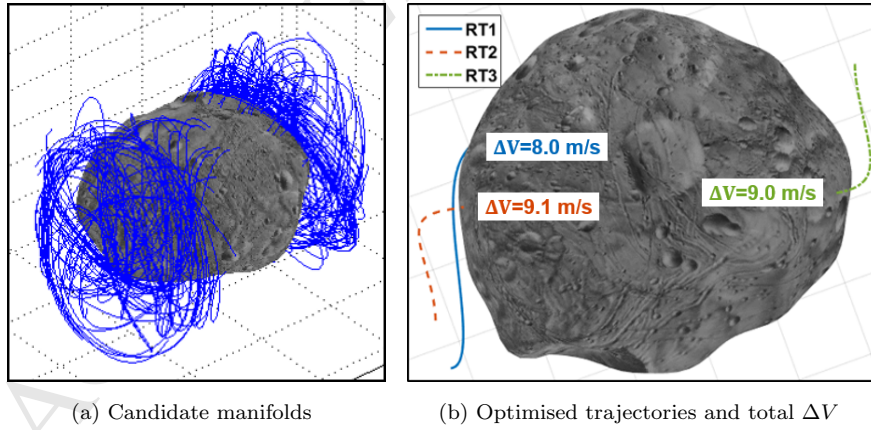 RT1
RT2
RT3
ΔV=8.0 m/s
ΔV=9.1 m/s
ΔV=9.0 m/s
(a) Candidate manifolds
(b) Optimised trajectories and total ΔV